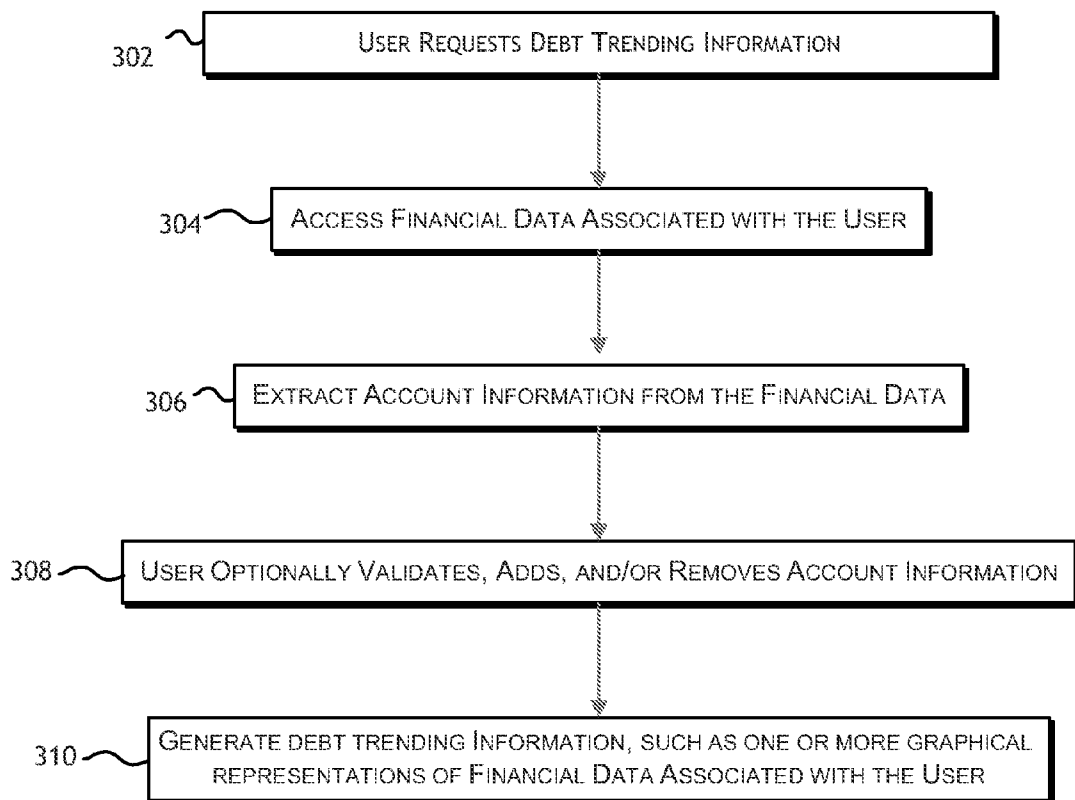 302
USER REQUESTS DEBT TRENDING INFORMATION
304
ACCESS FINANCIAL DATA ASSOCIATED WITH THE USER
306
EXTRACT ACCOUNT INFORMATION FROM THE FINANCIAL DATA
308
USER OPTIONALLY VALIDATES, ADDS, AND/OR REMOVES ACCOUNT INFORMATION
310
GENERATE DEBT TRENDING INFORMATION, SUCH AS ONE OR MORE GRAPHICAL
REPRESENTATIONS OF FINANCIAL DATA ASSOCIATED WITH THE USER